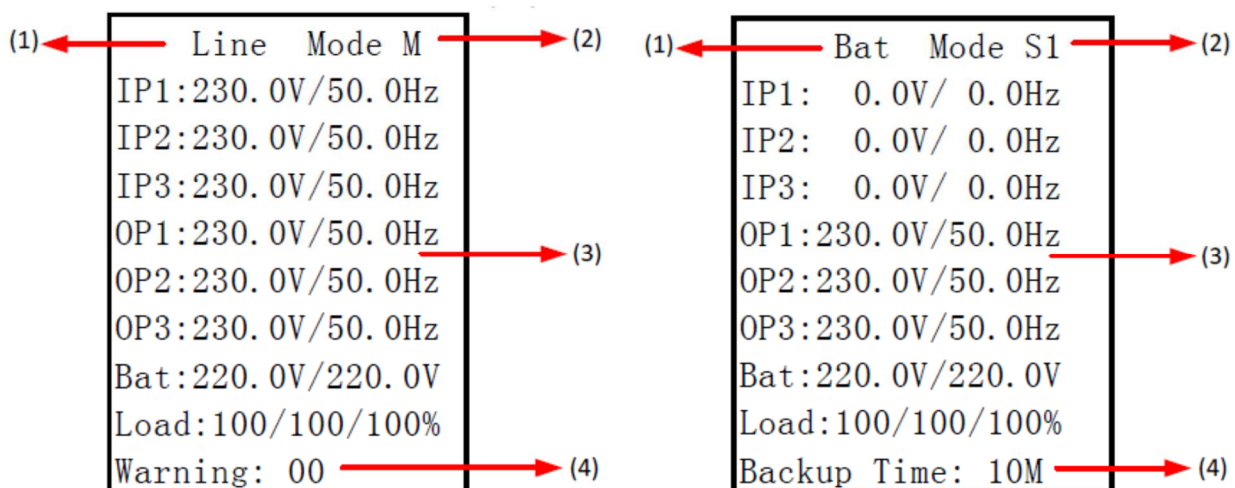 (1) Line Mode M (2)
IP1:230.0V/50.0Hz
IP2:230.0V/50.0Hz
IP3:230.0V/50.0Hz
OP1:230.0V/50.0Hz
(3)
OP2:230.0V/50.0Hz
OP3:230.0V/50.0Hz
Bat:220.0V/220.0V
Load:100/100/100%
Warning: 00 (4)
(1) Bat Mode S1 (2)
IP1: 0.0V/ 0.0Hz
IP2: 0.0V/ 0.0Hz
IP3: 0.0V/ 0.0Hz
OP1:230.0V/50.0Hz
(3)
OP2:230.0V/50.0Hz
OP3:230.0V/50.0Hz
Bat:220.0V/220.0V
Load:100/100/100%
Backup Time: 10M (4)